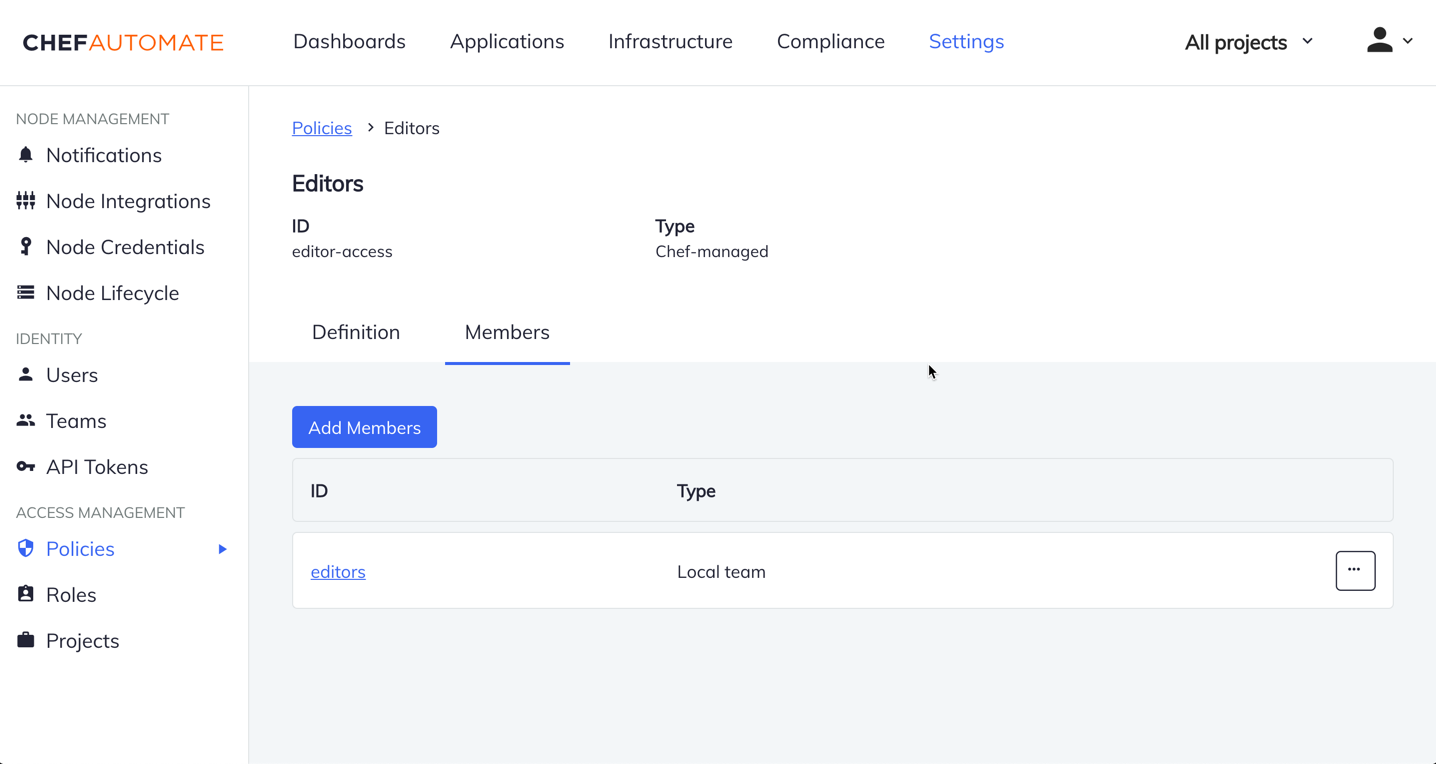 CHEFAUTOMATE Dashboards Applications Infrastructure Compliance Settings All projects
NODE MANAGEMENT
Notifications
Node Integrations
Node Credentials
Node Lifecycle
IDENTITY
Users
Teams
API Tokens
ACCESS MANAGEMENT
Policies
Roles
Projects
Policies > Editors
Editors
ID Type
editor-access Chef-managed
Definition Members
Add Members
ID Type
editors Local team ...